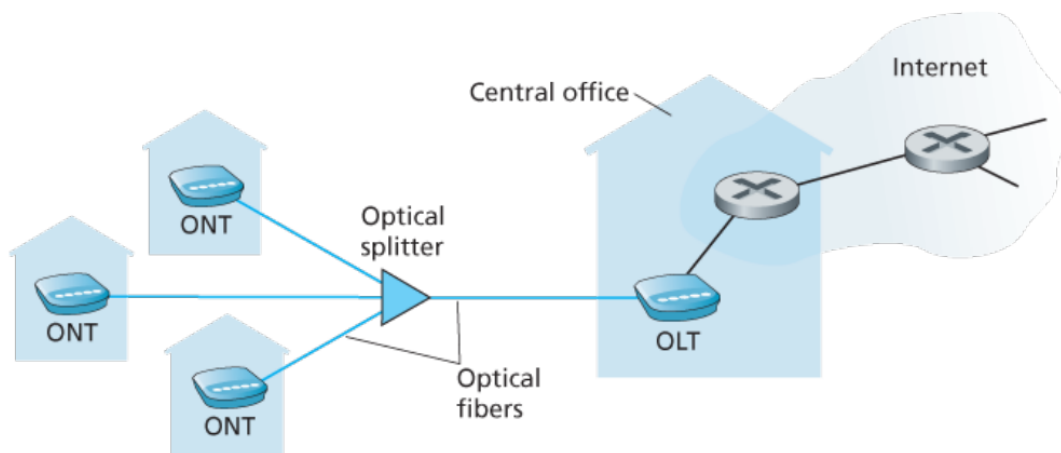 Internet
Central office
ONT
Optical
splitter
ONT
OLT
Optical
fibers
ONT